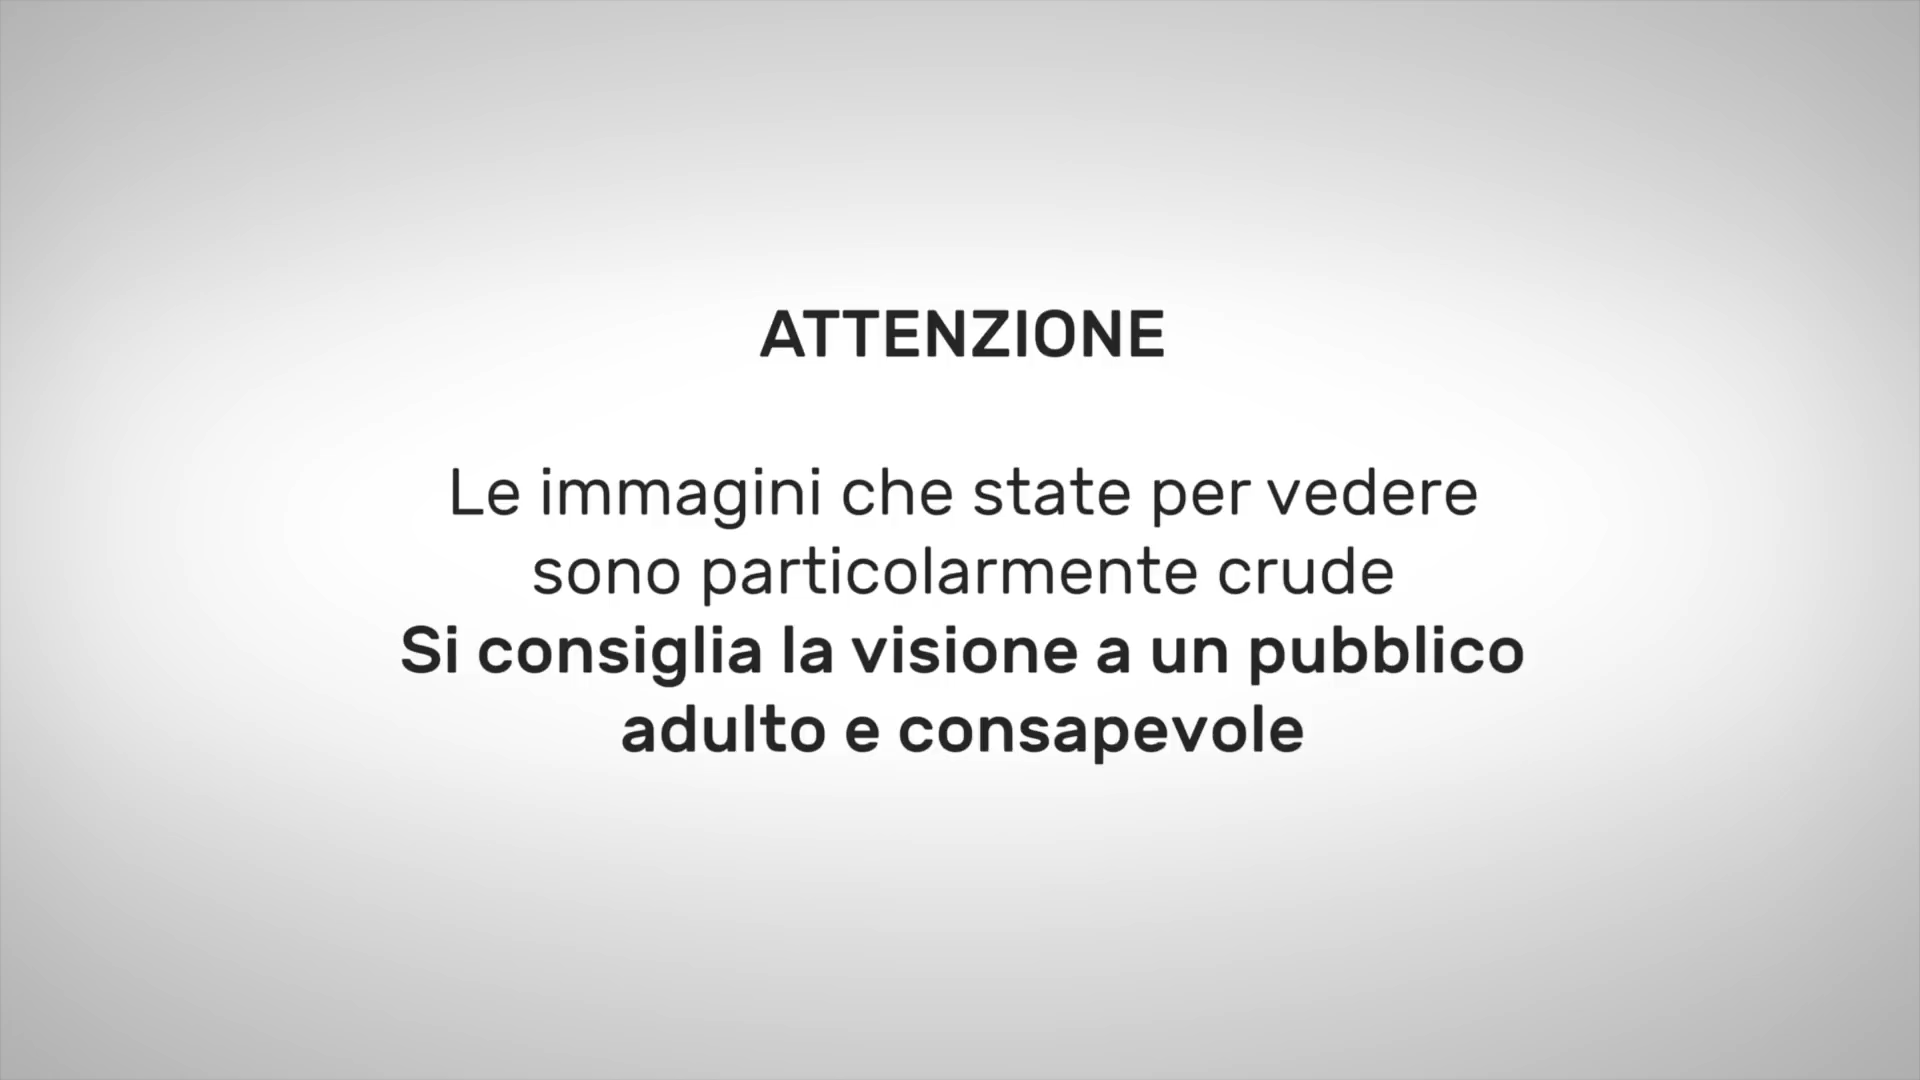 ATTENZIONE
Le immagini che state per vedere
sono particolarmente crude
Si consiglia la visione a un pubblico
adulto e consapevole